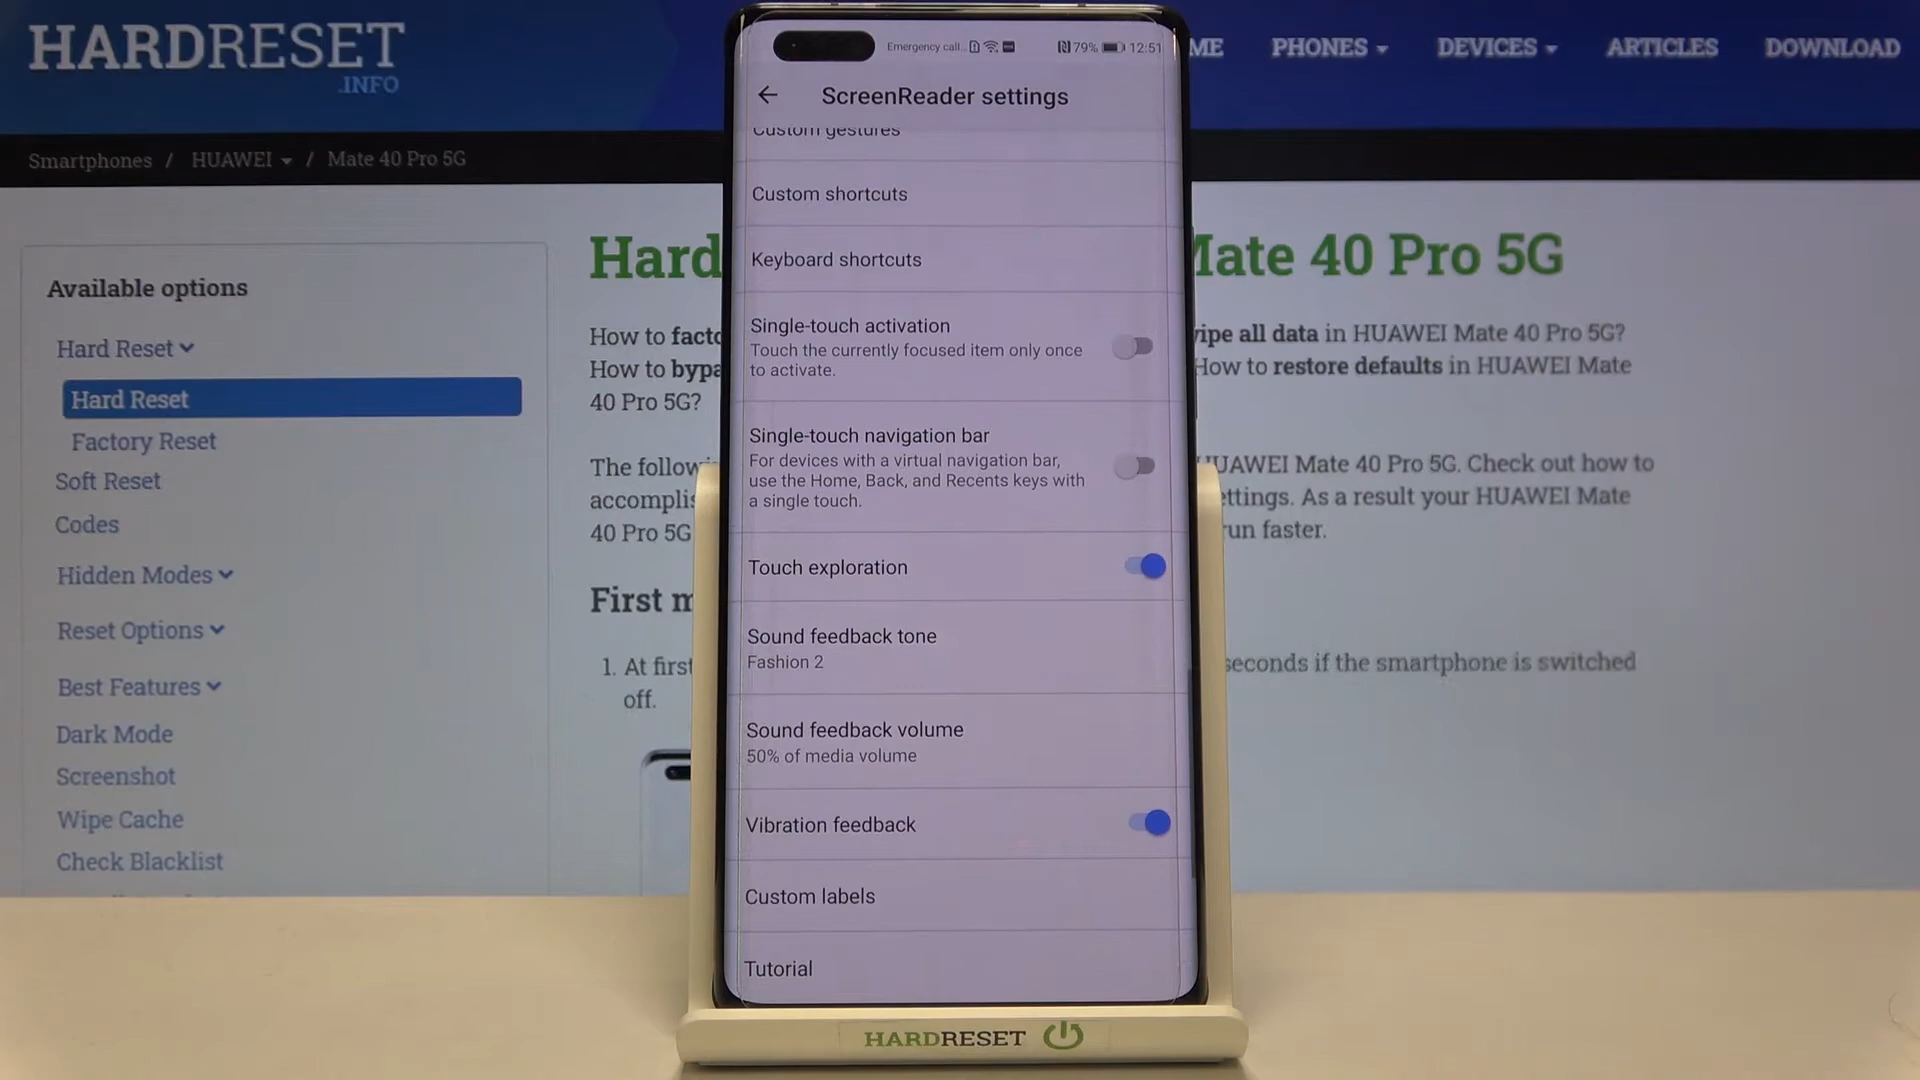 HARDRESET
.INFO
ME
PHONES
DEVICES
ARTICLES
DOWNLOAD
Smartphones / HUAWEI / Mate 40 Pro 5G
Available options
Hard Reset
Hard Reset
Factory Reset
Soft Reset
Codes
Hidden Modes
Reset Options
Best Features
Dark Mode
Screenshot
Wipe Cache
Check Blacklist
Hard
Mate 40 Pro 5G
How to facto
wipe all data in HUAWEI Mate 40 Pro 5G?
How to bypa
How to restore defaults in HUAWEI Mate
40 Pro 5G?
The follow
HUAWEI Mate 40 Pro 5G. Check out how to
accomplis
ettings. As a result your HUAWEI Mate
40 Pro 5G
run faster.
First m
1. At first
seconds if the smartphone is switched
off.
Emergency call...
79%
12:51
ScreenReader settings
Custom gestures
Custom shortcuts
Keyboard shortcuts
Single-touch activation
Touch the currently focused item only once
to activate.
Single-touch navigation bar
For devices with a virtual navigation bar,
use the Home, Back, and Recents keys with
a single touch.
Touch exploration
Sound feedback tone
Fashion 2
Sound feedback volume
50% of media volume
Vibration feedback
Custom labels
Tutorial
HARDRESET